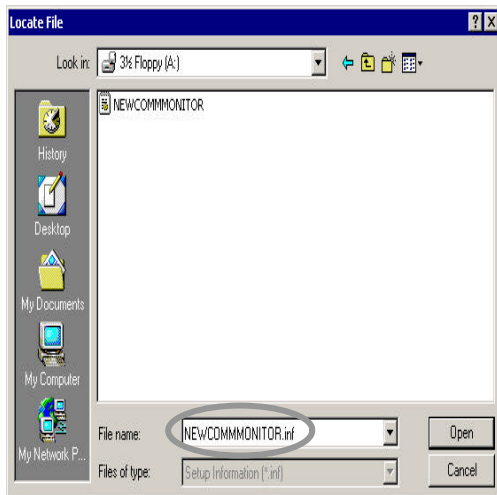 Locate File
Look in: 3½ Floppy (A:)
NEWCOMMMONITOR
History
Desktop
My Documents
My Computer
My Network P...
File name: NEWCOMMMONITOR.inf Open
Files of type: Setup Information (*.inf) Cancel